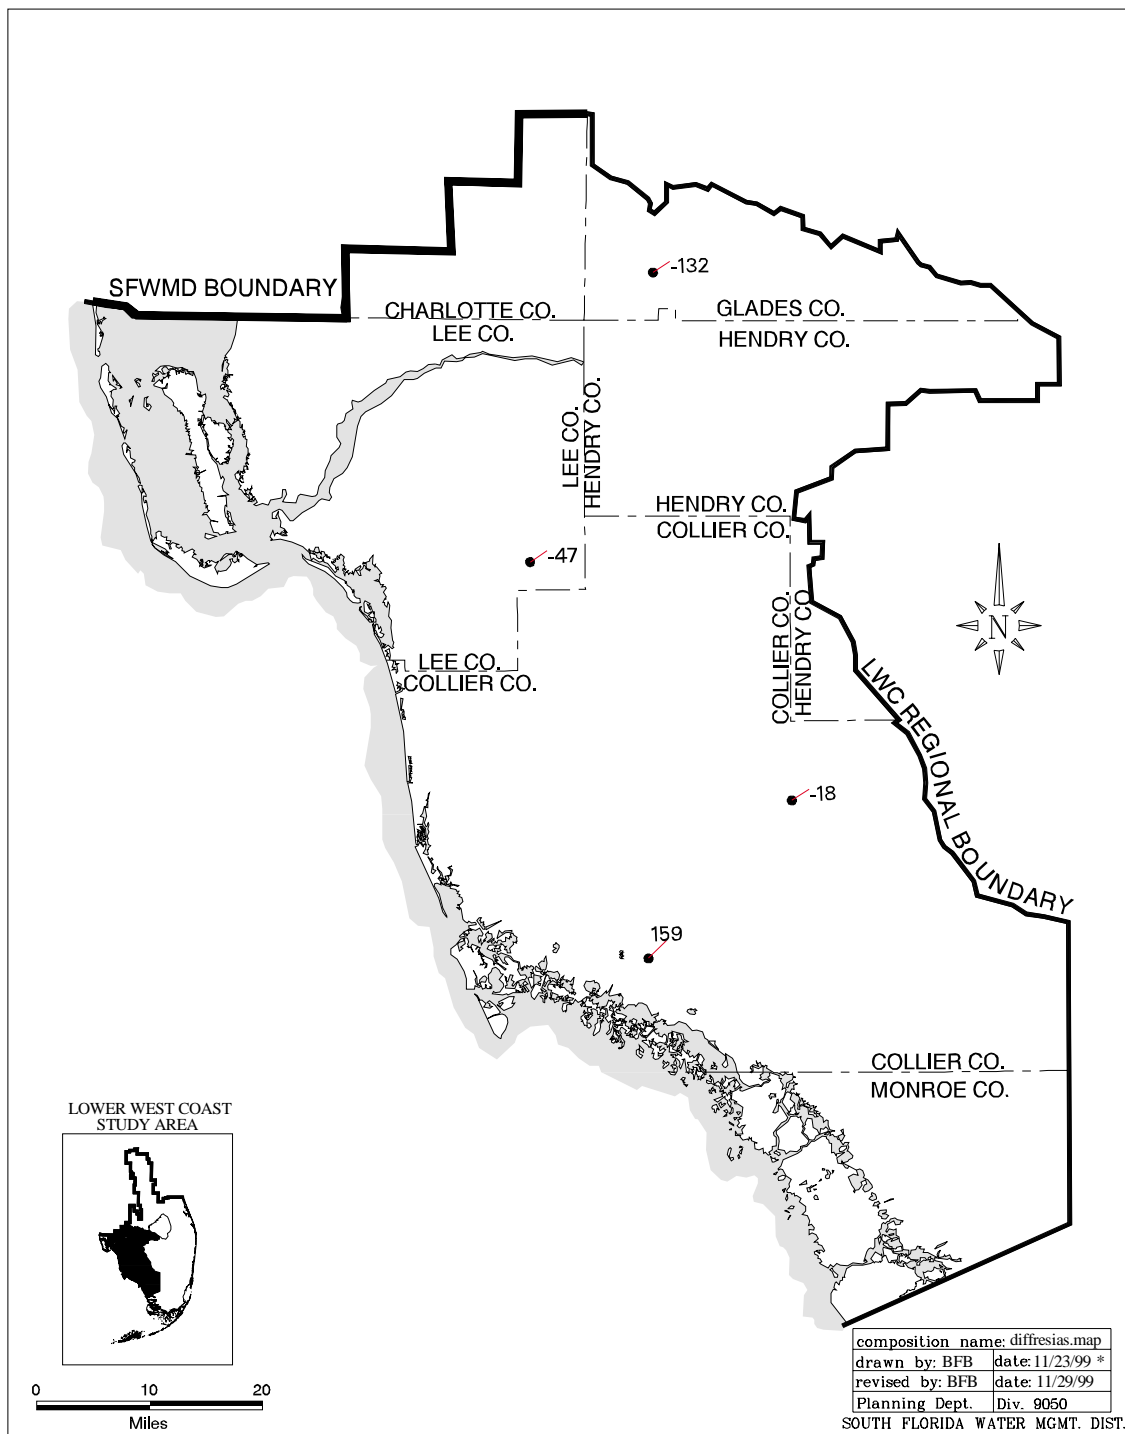 -132
SFWMD BOUNDARY
CHARLOTTE CO.
LEE CO.
GLADES CO.
HENDRY CO.
LEE CO.
HENDRY CO.
HENDRY CO.
COLLIER CO.
-47
COLLIER CO.
HENDRY CO.
N
LEE CO.
COLLIER CO.
LWC REGIONAL BOUNDARY
-18
159
COLLIER CO.
MONROE CO.
LOWER WEST COAST
STUDY AREA
0 10 20
Miles
composition name: diffresias.map
drawn by: BFB date: 11/23/99 *
revised by: BFB date: 11/29/99
Planning Dept. Div. 9050
SOUTH FLORIDA WATER MGMT. DIST.